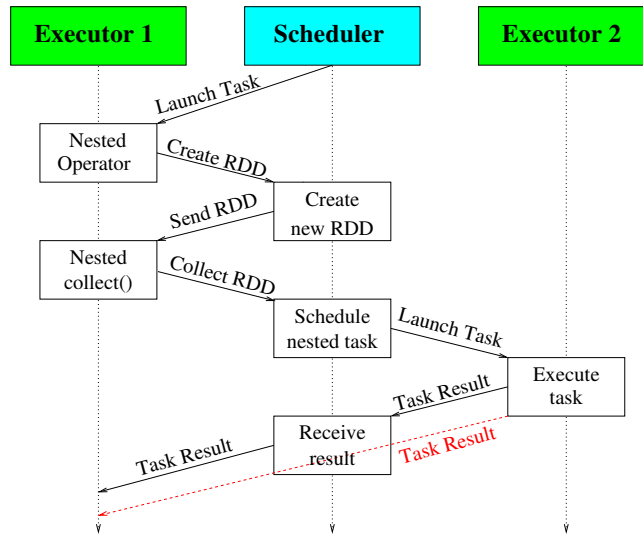 Executor 1
Scheduler
Executor 2
Launch Task
Nested
Operator
Create RDD
Create
new RDD
Send RDD
Nested
collect()
Collect RDD
Schedule
nested task
Launch Task
Execute
task
Task Result
Receive
result
Task Result
Task Result